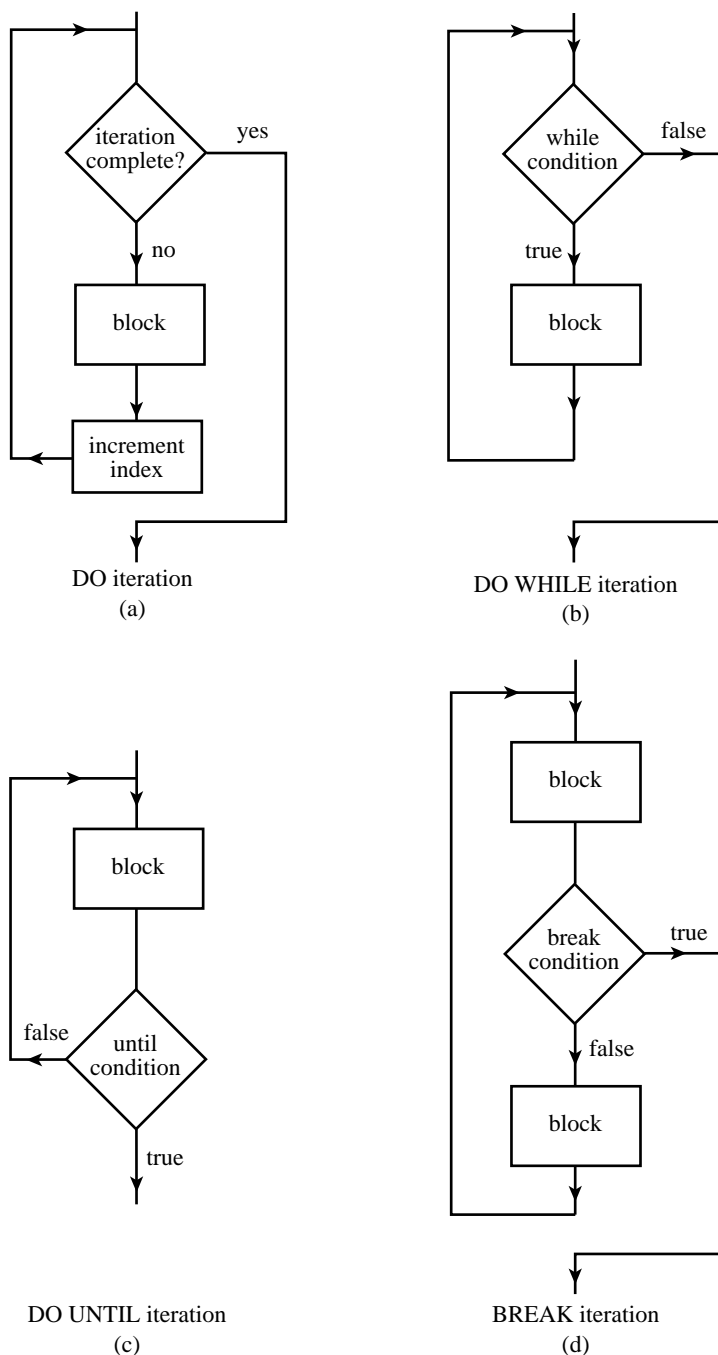 iteration
complete?
yes
no
block
increment
index
DO iteration
(a)
while
condition
false
true
block
DO WHILE iteration
(b)
block
until
condition
false
true
DO UNTIL iteration
(c)
block
break
condition
true
false
block
BREAK iteration
(d)